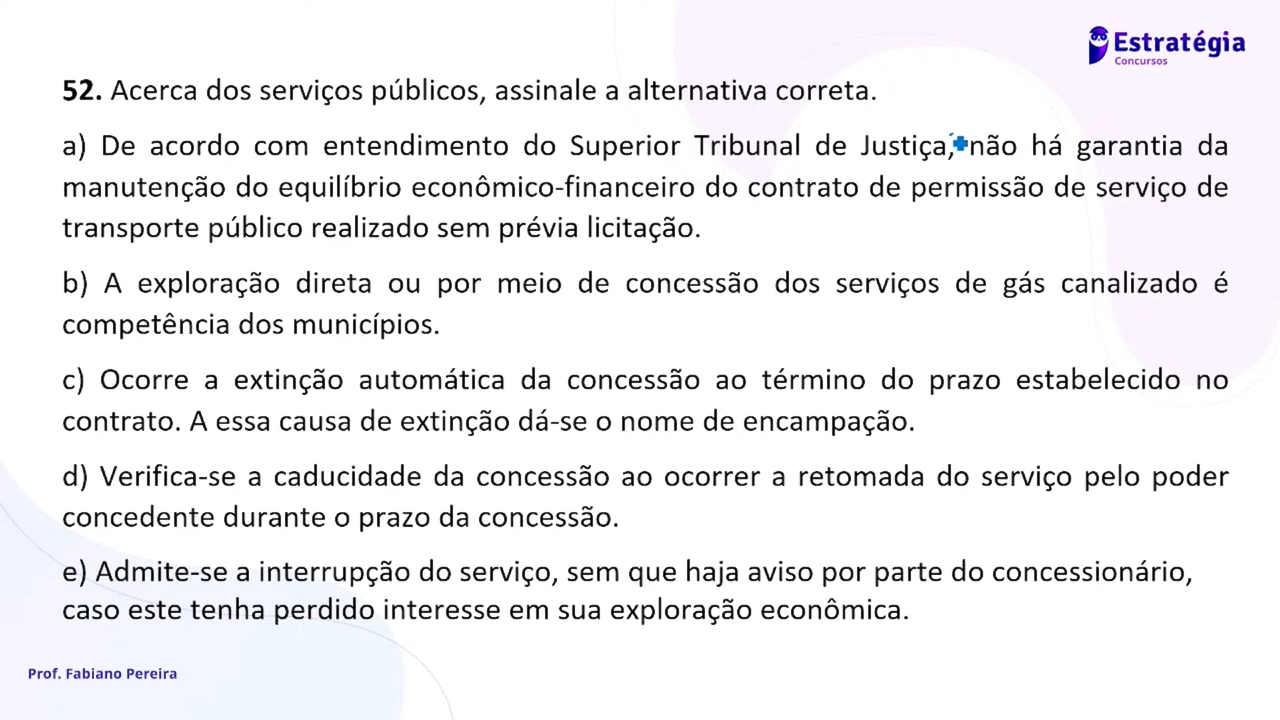 Estratégia
Concursos
52. Acerca dos serviços públicos, assinale a alternativa correta.
a) De acordo com entendimento do Superior Tribunal de Justiça, não há garantia da
manutenção do equilíbrio econômico-financeiro do contrato de permissão de serviço de
transporte público realizado sem prévia licitação.
b) A exploração direta ou por meio de concessão dos serviços de gás canalizado é
competência dos municípios.
c) Ocorre a extinção automática da concessão ao término do prazo estabelecido no
contrato. A essa causa de extinção dá-se o nome de encampação.
d) Verifica-se a caducidade da concessão ao ocorrer a retomada do serviço pelo poder
concedente durante o prazo da concessão.
e) Admite-se a interrupção do serviço, sem que haja aviso por parte do concessionário,
caso este tenha perdido interesse em sua exploração econômica.
Prof. Fabiano Pereira